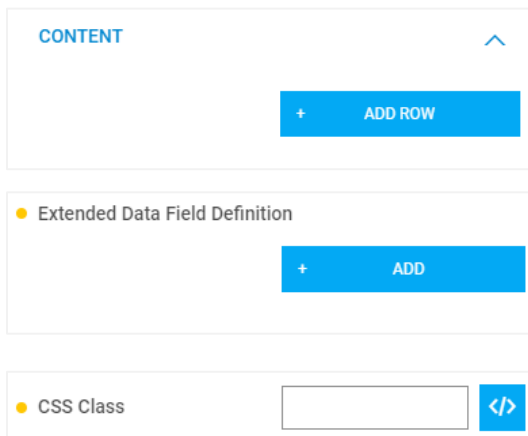 CONTENT
+ ADD ROW
Extended Data Field Definition
+ ADD
CSS Class
</>